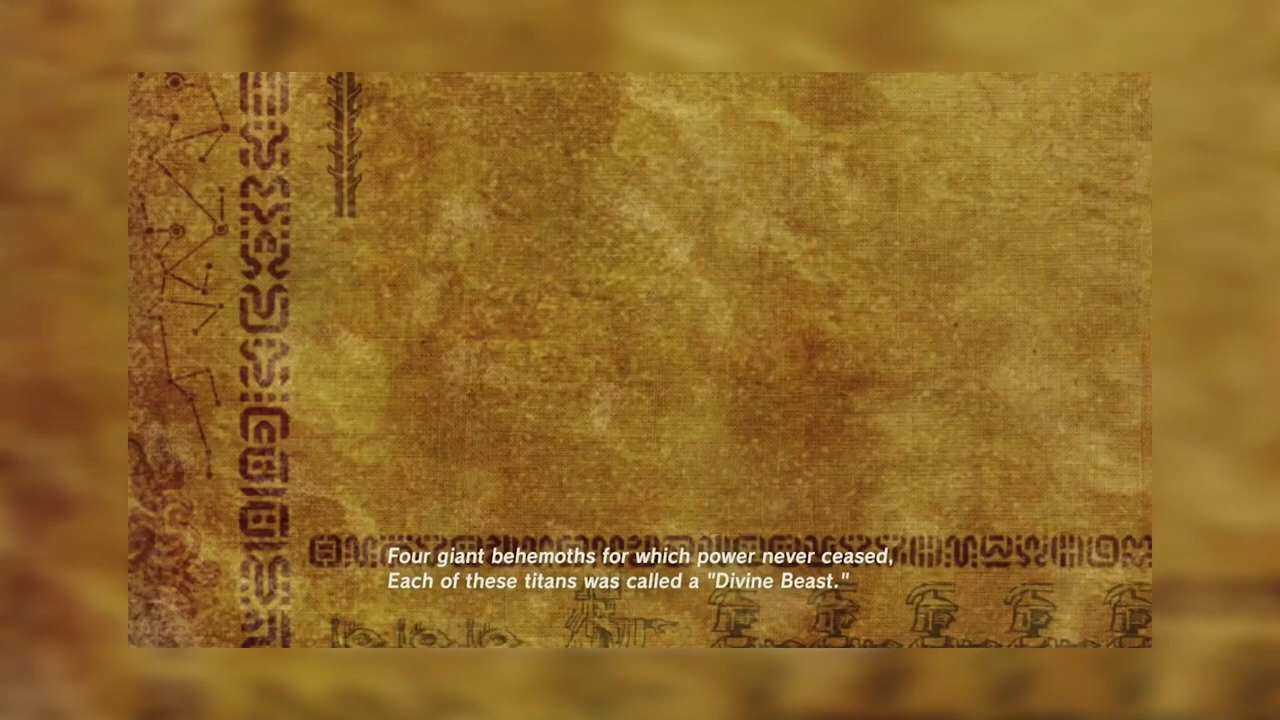 Four giant behemoths for which power never ceased,
Each of these titans was called a "Divine Beast."